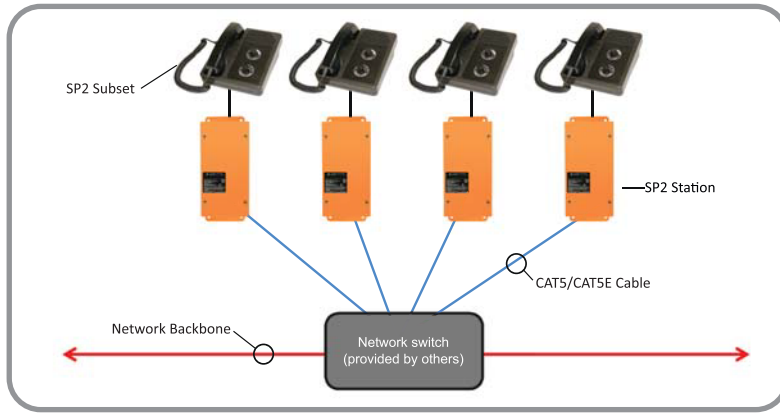 SP2 Subset
SP2 Station
CAT5/CAT5E Cable
Network Backbone
Network switch
(provided by others)